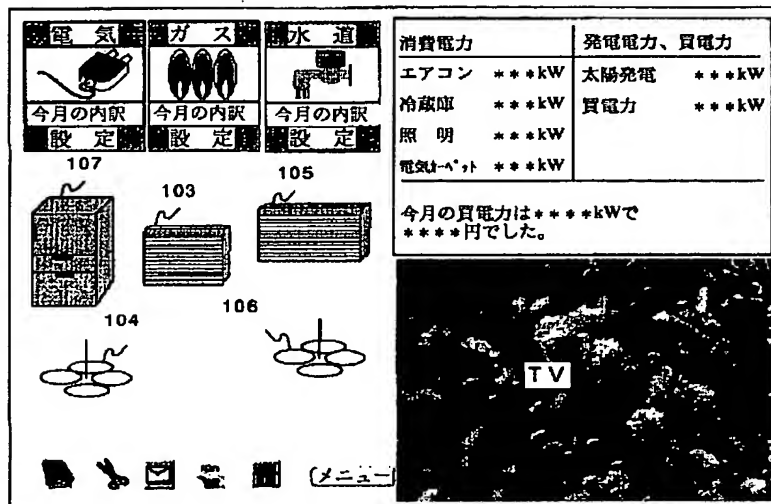 電 気
今月の内訳
設 定
ガ ス
今月の内訳
設 定
水 道
今月の内訳
設 定
107
103
105
104
106
[メニュー]
消費電力
エアコン ***kW
冷蔵庫 ***kW
照 明 ***kW
電気カーペット ***kW
発電電力、買電力
太陽発電 ***kW
買電力 ***kW
今月の買電力は****kWで
****円でした。
TV